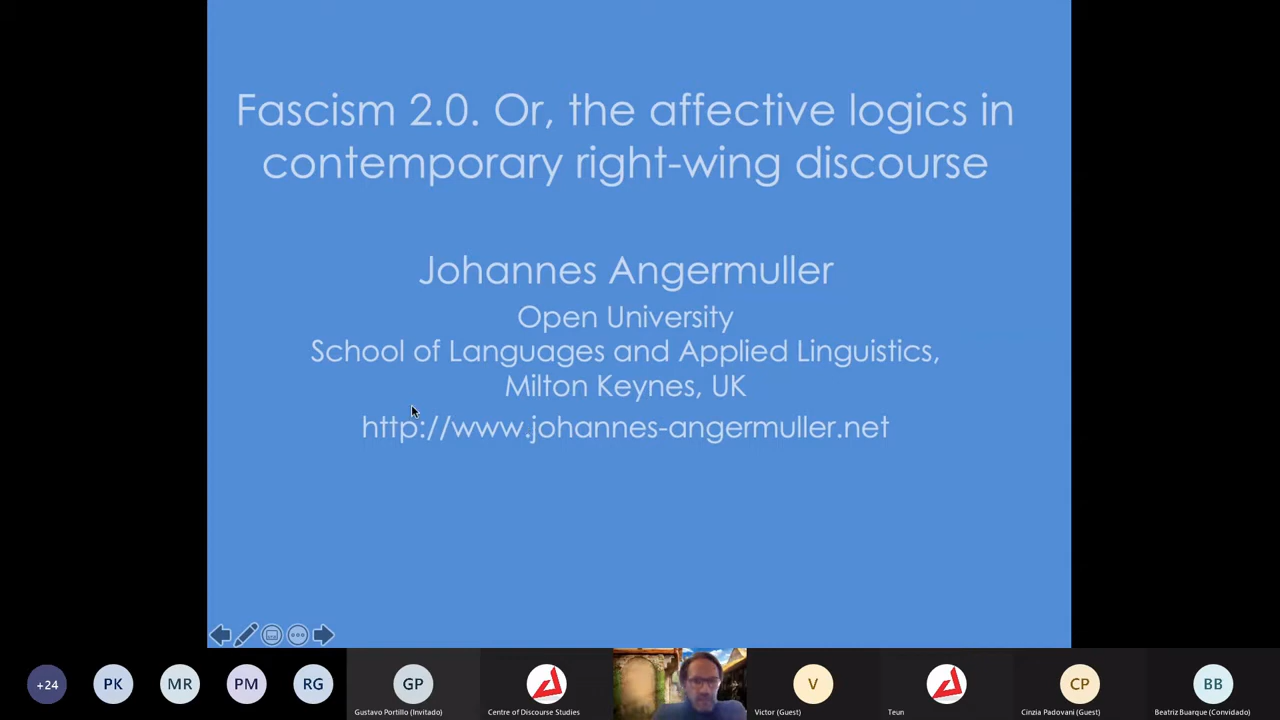 Fascism 2.0. Or, the affective logics in
contemporary right-wing discourse
Johannes Angermuller
Open University
School of Languages and Applied Linguistics,
Milton Keynes, UK
http://www.johannes-angermuller.net
+24
PK
MR
PM
RG
GP
V
CP
BB
Gustavo Portillo (Invitado)
Centre of Discourse Studies
Victor (Guest)
Teun
Cinzia Padovani (Guest)
Beatriz Buarque (Convidado)